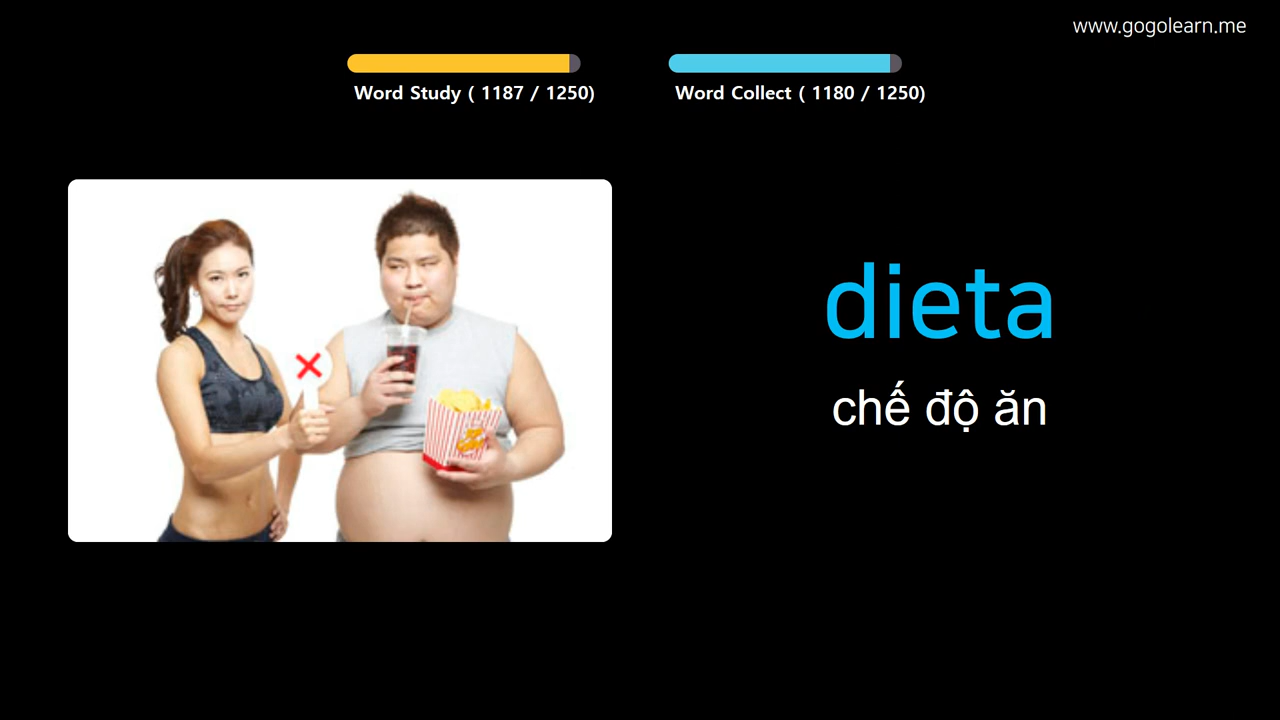 www.gogolearn.me
Word Study ( 1187 / 1250)
Word Collect ( 1180 / 1250)
dieta
chế độ ăn